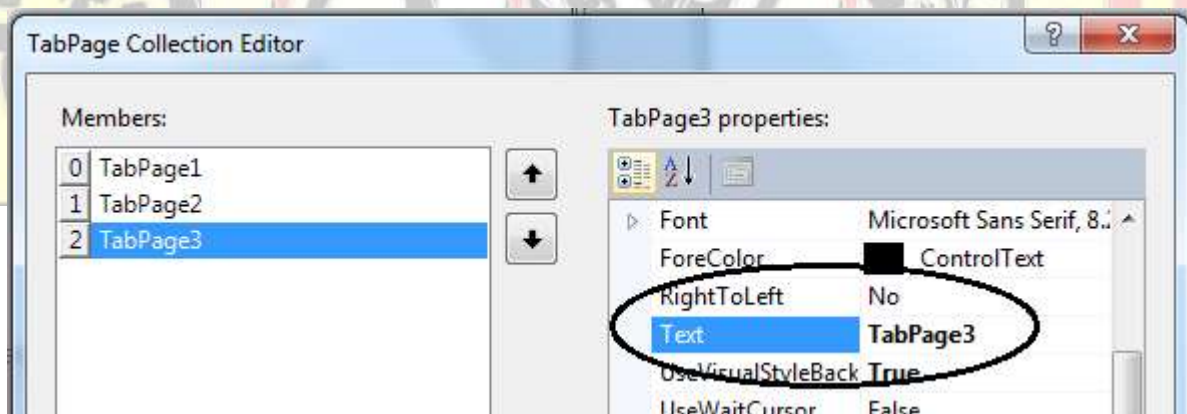 TabPage Collection Editor
Members:
0 TabPage1
1 TabPage2
2 TabPage3
TabPage3 properties:
Font Microsoft Sans Serif, 8.2
ForeColor ControlText
RightToLeft No
Text TabPage3
UseVisualStyleBack True
UseWaitCursor False